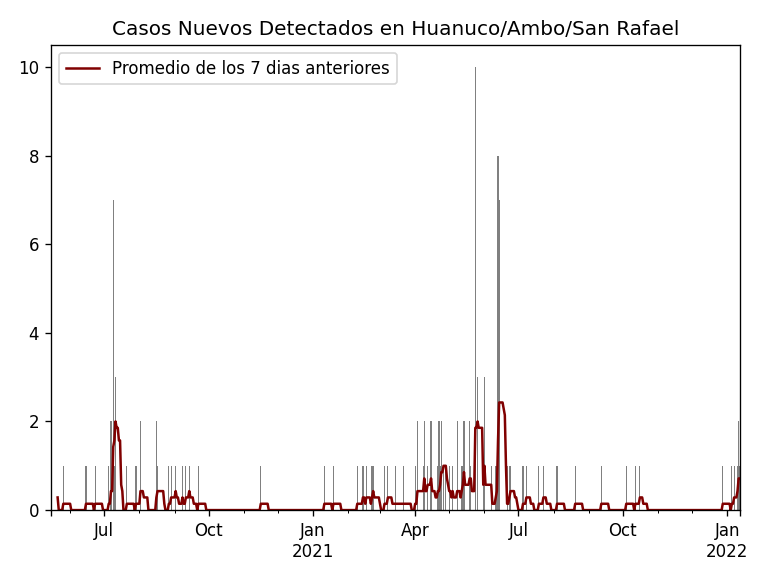 Casos Nuevos Detectados en Huanuco/Ambo/San Rafael
Promedio de los 7 dias anteriores
10
8
6
4
2
0
Jul
Oct
Jan
2021
Apr
Jul
Oct
Jan
2022